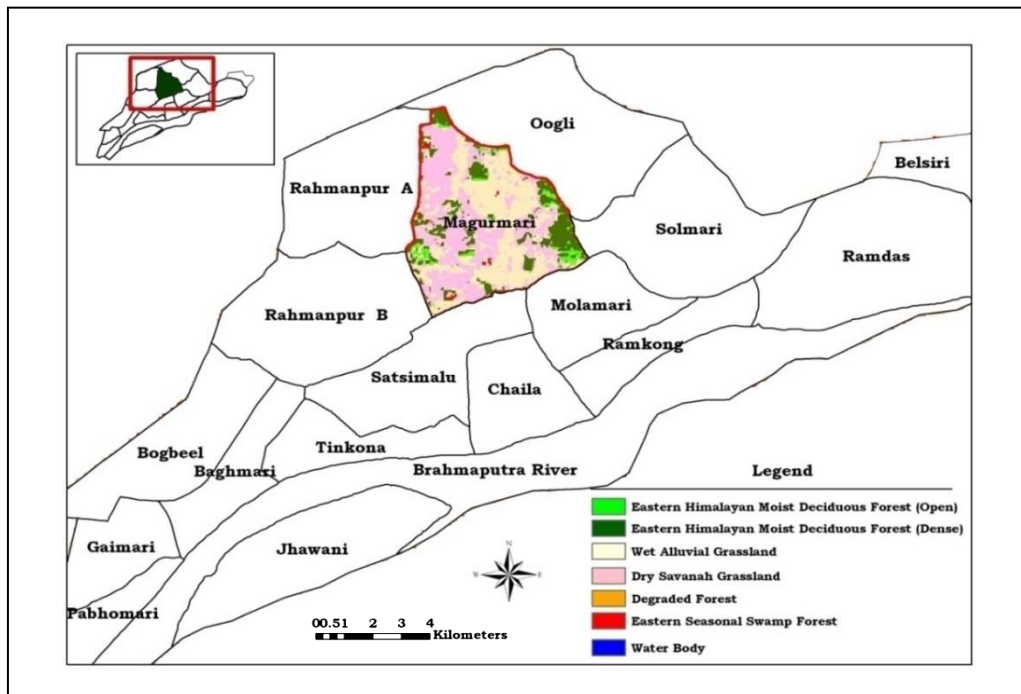 Oogli
Belsiri
Rahmanpur A
Magurmari
Solmari
Ramdas
Molamari
Rahmanpur B
Ramkong
Satsimalu
Chaila
Bogbeel
Tinkona
Baghmari
Brahmaputra River
Legend
Eastern Himalayan Moist Deciduous Forest (Open)
Eastern Himalayan Moist Deciduous Forest (Dense)
Gaimari
Jhawani
Wet Alluvial Grassland
Dry Savanah Grassland
Degraded Forest
Pabhomari
Eastern Seasonal Swamp Forest
Water Body
N
W E
S
00.51 2 3 4
Kilometers